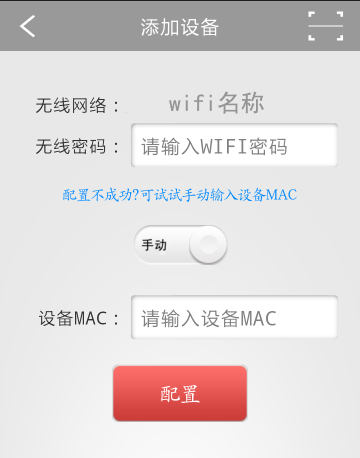 添加设备
无线网络： wifi名称
无线密码： 请输入WIFI密码
配置不成功?可试试手动输入设备MAC
手动
设备MAC： 请输入设备MAC
配置